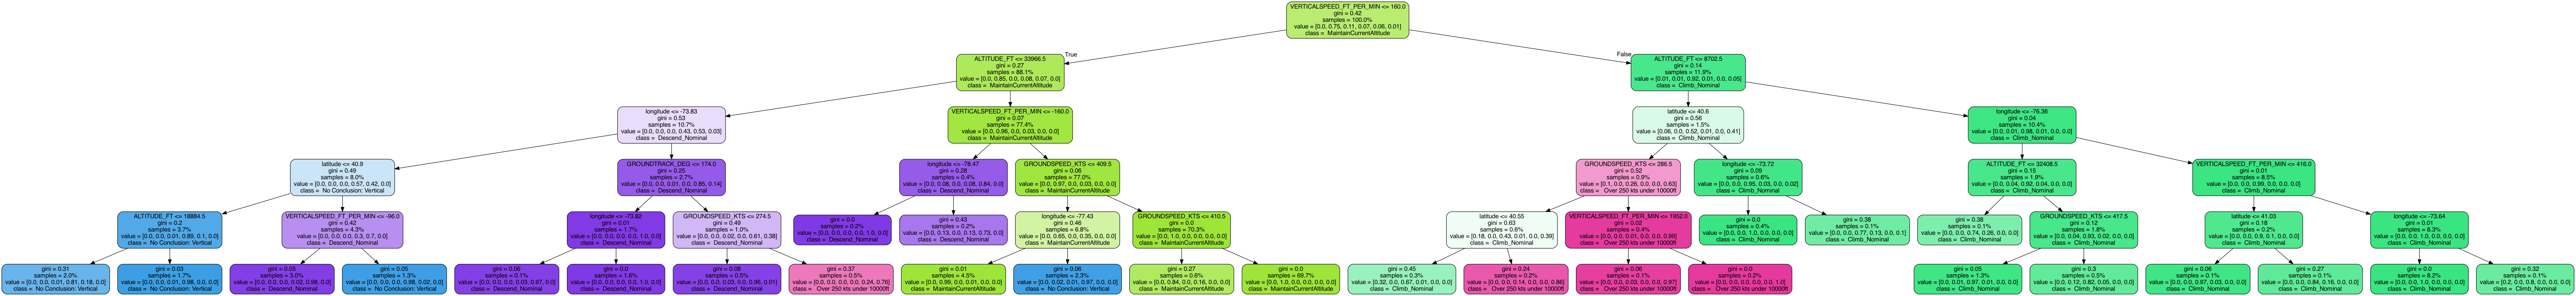 VERTICALSPEED_FT_PER_MIN <= 160.0
gini = 0.42
samples = 100.0%
value = [0.0, 0.75, 0.11, 0.07, 0.06, 0.01]
class = MaintainCurrentAltitude
True
False
ALTITUDE_FT <= 33966.5
gini = 0.27
samples = 88.1%
value = [0.0, 0.85, 0.0, 0.08, 0.07, 0.0]
class = MaintainCurrentAltitude
ALTITUDE_FT <= 8702.5
gini = 0.14
samples = 11.9%
value = [0.01, 0.01, 0.92, 0.01, 0.0, 0.05]
class = Climb_Nominal
longitude <= -73.83
gini = 0.53
samples = 10.7%
value = [0.0, 0.0, 0.0, 0.43, 0.53, 0.03]
class = Descend_Nominal
VERTICALSPEED_FT_PER_MIN <= -160.0
gini = 0.07
samples = 77.4%
value = [0.0, 0.96, 0.0, 0.03, 0.0, 0.0]
class = MaintainCurrentAltitude
latitude <= 40.6
gini = 0.56
samples = 1.5%
value = [0.06, 0.0, 0.52, 0.01, 0.0, 0.41]
class = Climb_Nominal
longitude <= -76.36
gini = 0.04
samples = 10.4%
value = [0.0, 0.01, 0.98, 0.01, 0.0, 0.0]
class = Climb_Nominal
latitude <= 40.9
gini = 0.49
samples = 8.0%
value = [0.0, 0.0, 0.0, 0.57, 0.42, 0.0]
class = No Conclusion: Vertical
GROUNDTRACK_DEG <= 174.0
gini = 0.25
samples = 2.7%
value = [0.0, 0.0, 0.01, 0.0, 0.85, 0.14]
class = Descend_Nominal
longitude <= -78.47
gini = 0.28
samples = 0.4%
value = [0.0, 0.08, 0.0, 0.08, 0.84, 0.0]
class = Descend_Nominal
GROUNDSPEED_KTS <= 409.5
gini = 0.06
samples = 77.0%
value = [0.0, 0.97, 0.0, 0.03, 0.0, 0.0]
class = MaintainCurrentAltitude
GROUNDSPEED_KTS <= 286.5
gini = 0.52
samples = 0.9%
value = [0.1, 0.0, 0.26, 0.0, 0.0, 0.63]
class = Over 250 kts under 10000ft
longitude <= -73.72
gini = 0.09
samples = 0.6%
value = [0.0, 0.0, 0.95, 0.03, 0.0, 0.02]
class = Climb_Nominal
ALTITUDE_FT <= 32408.5
gini = 0.15
samples = 1.9%
value = [0.0, 0.04, 0.92, 0.04, 0.0, 0.0]
class = Climb_Nominal
VERTICALSPEED_FT_PER_MIN <= 416.0
gini = 0.01
samples = 8.5%
value = [0.0, 0.0, 0.99, 0.0, 0.0, 0.0]
class = Climb_Nominal
ALTITUDE_FT <= 18884.5
gini = 0.2
samples = 3.7%
value = [0.0, 0.0, 0.01, 0.89, 0.1, 0.0]
class = No Conclusion: Vertical
VERTICALSPEED_FT_PER_MIN <= -96.0
gini = 0.42
samples = 4.3%
value = [0.0, 0.0, 0.0, 0.3, 0.7, 0.0]
class = Descend_Nominal
longitude <= -73.82
gini = 0.01
samples = 1.7%
value = [0.0, 0.0, 0.0, 0.0, 1.0, 0.0]
class = Descend_Nominal
GROUNDSPEED_KTS <= 274.5
gini = 0.49
samples = 1.0%
value = [0.0, 0.0, 0.02, 0.0, 0.61, 0.38]
class = Descend_Nominal
gini = 0.0
samples = 0.2%
value = [0.0, 0.0, 0.0, 0.0, 1.0, 0.0]
class = Descend_Nominal
gini = 0.43
samples = 0.2%
value = [0.0, 0.13, 0.0, 0.13, 0.73, 0.0]
class = Descend_Nominal
longitude <= -77.43
gini = 0.46
samples = 6.8%
value = [0.0, 0.65, 0.0, 0.35, 0.0, 0.0]
class = MaintainCurrentAltitude
GROUNDSPEED_KTS <= 410.5
gini = 0.0
samples = 70.3%
value = [0.0, 1.0, 0.0, 0.0, 0.0, 0.0]
class = MaintainCurrentAltitude
latitude <= 40.55
gini = 0.63
samples = 0.6%
value = [0.18, 0.0, 0.43, 0.01, 0.0, 0.39]
class = Climb_Nominal
VERTICALSPEED_FT_PER_MIN <= 1952.0
gini = 0.02
samples = 0.4%
value = [0.0, 0.0, 0.01, 0.0, 0.0, 0.99]
class = Over 250 kts under 10000ft
gini = 0.0
samples = 0.4%
value = [0.0, 0.0, 1.0, 0.0, 0.0, 0.0]
class = Climb_Nominal
gini = 0.38
samples = 0.1%
value = [0.0, 0.0, 0.77, 0.13, 0.0, 0.1]
class = Climb_Nominal
gini = 0.38
samples = 0.1%
value = [0.0, 0.0, 0.74, 0.26, 0.0, 0.0]
class = Climb_Nominal
GROUNDSPEED_KTS <= 417.5
gini = 0.12
samples = 1.8%
value = [0.0, 0.04, 0.93, 0.02, 0.0, 0.0]
class = Climb_Nominal
latitude <= 41.03
gini = 0.18
samples = 0.2%
value = [0.0, 0.0, 0.9, 0.1, 0.0, 0.0]
class = Climb_Nominal
longitude <= -73.64
gini = 0.01
samples = 8.3%
value = [0.0, 0.0, 1.0, 0.0, 0.0, 0.0]
class = Climb_Nominal
gini = 0.31
samples = 2.0%
value = [0.0, 0.0, 0.01, 0.81, 0.18, 0.0]
class = No Conclusion: Vertical
gini = 0.03
samples = 1.7%
value = [0.0, 0.0, 0.01, 0.98, 0.0, 0.0]
class = No Conclusion: Vertical
gini = 0.05
samples = 3.0%
value = [0.0, 0.0, 0.0, 0.02, 0.98, 0.0]
class = Descend_Nominal
gini = 0.05
samples = 1.3%
value = [0.0, 0.0, 0.0, 0.98, 0.02, 0.0]
class = No Conclusion: Vertical
gini = 0.06
samples = 0.1%
value = [0.0, 0.0, 0.0, 0.03, 0.97, 0.0]
class = Descend_Nominal
gini = 0.0
samples = 1.6%
value = [0.0, 0.0, 0.0, 0.0, 1.0, 0.0]
class = Descend_Nominal
gini = 0.08
samples = 0.5%
value = [0.0, 0.0, 0.03, 0.0, 0.96, 0.01]
class = Descend_Nominal
gini = 0.37
samples = 0.5%
value = [0.0, 0.0, 0.0, 0.0, 0.24, 0.76]
class = Over 250 kts under 10000ft
gini = 0.01
samples = 4.5%
value = [0.0, 0.99, 0.0, 0.01, 0.0, 0.0]
class = MaintainCurrentAltitude
gini = 0.06
samples = 2.3%
value = [0.0, 0.02, 0.01, 0.97, 0.0, 0.0]
class = No Conclusion: Vertical
gini = 0.27
samples = 0.6%
value = [0.0, 0.84, 0.0, 0.16, 0.0, 0.0]
class = MaintainCurrentAltitude
gini = 0.0
samples = 69.7%
value = [0.0, 1.0, 0.0, 0.0, 0.0, 0.0]
class = MaintainCurrentAltitude
gini = 0.45
samples = 0.3%
value = [0.32, 0.0, 0.67, 0.01, 0.0, 0.0]
class = Climb_Nominal
gini = 0.24
samples = 0.2%
value = [0.0, 0.0, 0.14, 0.0, 0.0, 0.86]
class = Over 250 kts under 10000ft
gini = 0.06
samples = 0.1%
value = [0.0, 0.0, 0.03, 0.0, 0.0, 0.97]
class = Over 250 kts under 10000ft
gini = 0.0
samples = 0.2%
value = [0.0, 0.0, 0.0, 0.0, 0.0, 1.0]
class = Over 250 kts under 10000ft
gini = 0.05
samples = 1.3%
value = [0.0, 0.01, 0.97, 0.01, 0.0, 0.0]
class = Climb_Nominal
gini = 0.3
samples = 0.5%
value = [0.0, 0.12, 0.82, 0.05, 0.0, 0.0]
class = Climb_Nominal
gini = 0.06
samples = 0.1%
value = [0.0, 0.0, 0.97, 0.03, 0.0, 0.0]
class = Climb_Nominal
gini = 0.27
samples = 0.1%
value = [0.0, 0.0, 0.84, 0.16, 0.0, 0.0]
class = Climb_Nominal
gini = 0.0
samples = 8.2%
value = [0.0, 0.0, 1.0, 0.0, 0.0, 0.0]
class = Climb_Nominal
gini = 0.32
samples = 0.1%
value = [0.2, 0.0, 0.8, 0.0, 0.0, 0.0]
class = Climb_Nominal